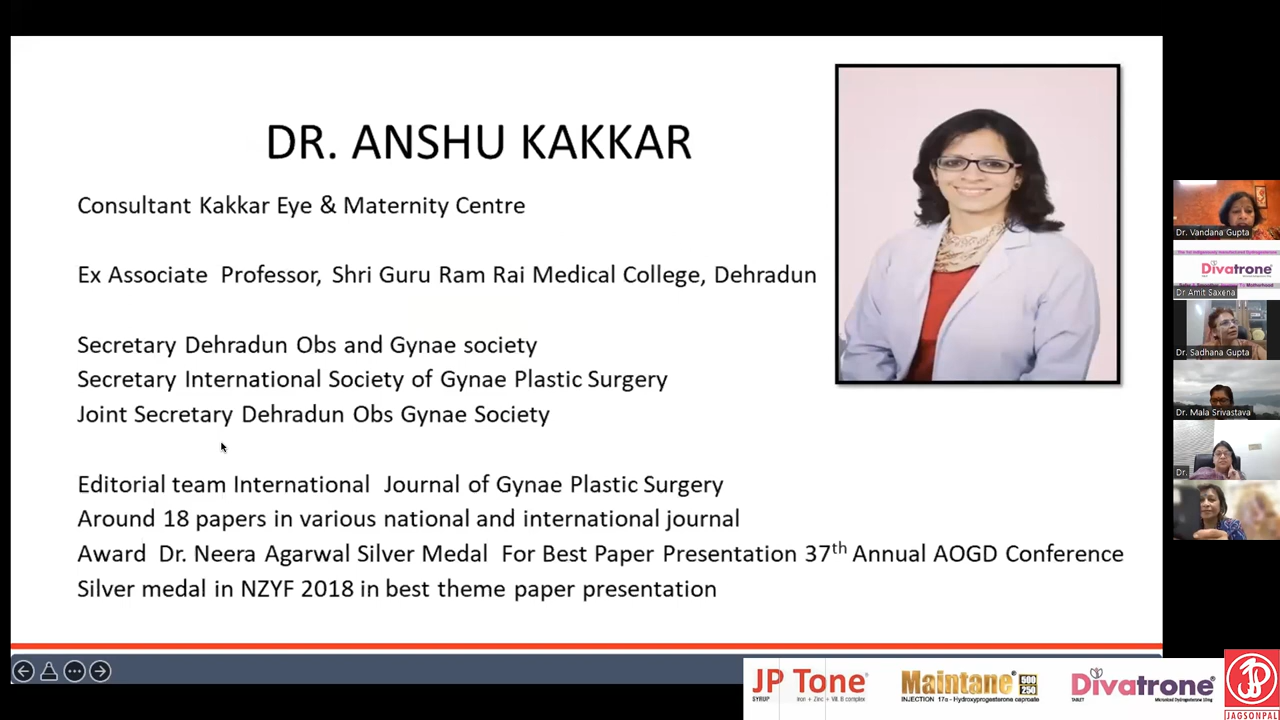 DR. ANSHU KAKKAR
Consultant Kakkar Eye & Maternity Centre
Ex Associate Professor, Shri Guru Ram Rai Medical College, Dehradun
Secretary Dehradun Obs and Gynae society
Secretary International Society of Gynae Plastic Surgery
Joint Secretary Dehradun Obs Gynae Society
Editorial team International Journal of Gynae Plastic Surgery
Around 18 papers in various national and international journal
Award Dr. Neera Agarwal Silver Medal For Best Paper Presentation 37th Annual AOGD Conference
Silver medal in NZYF 2018 in best theme paper presentation
Dr. Vandana Gupta
Divatrone
Dr Amit Saxena
Dr. Sadhana Gupta
Dr. Mala Srivastava
Dr.
JP Tone
SYRUP Iron + Zinc + Vit. B complex
Maintane 500 250
INJECTION 17α - Hydroxyprogesterone caproate
Divatrone
TABLET
JAGSONPAL